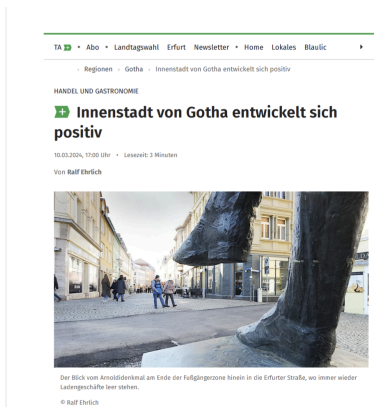 TA + • Abo • Landtagswahl Erfurt Newsletter • Home Lokales Blaulic
› Regionen › Gotha › Innenstadt von Gotha entwickelt sich positiv
HANDEL UND GASTRONOMIE
+ Innenstadt von Gotha entwickelt sich
positiv
10.03.2024, 17:00 Uhr • Lesezeit: 3 Minuten
Von Ralf Ehrlich
Der Blick vom Arnoldidenkmal am Ende der Fußgängerzone hinein in die Erfurter Straße, wo immer wieder
Ladengeschäfte leer stehen.
© Ralf Ehrlich